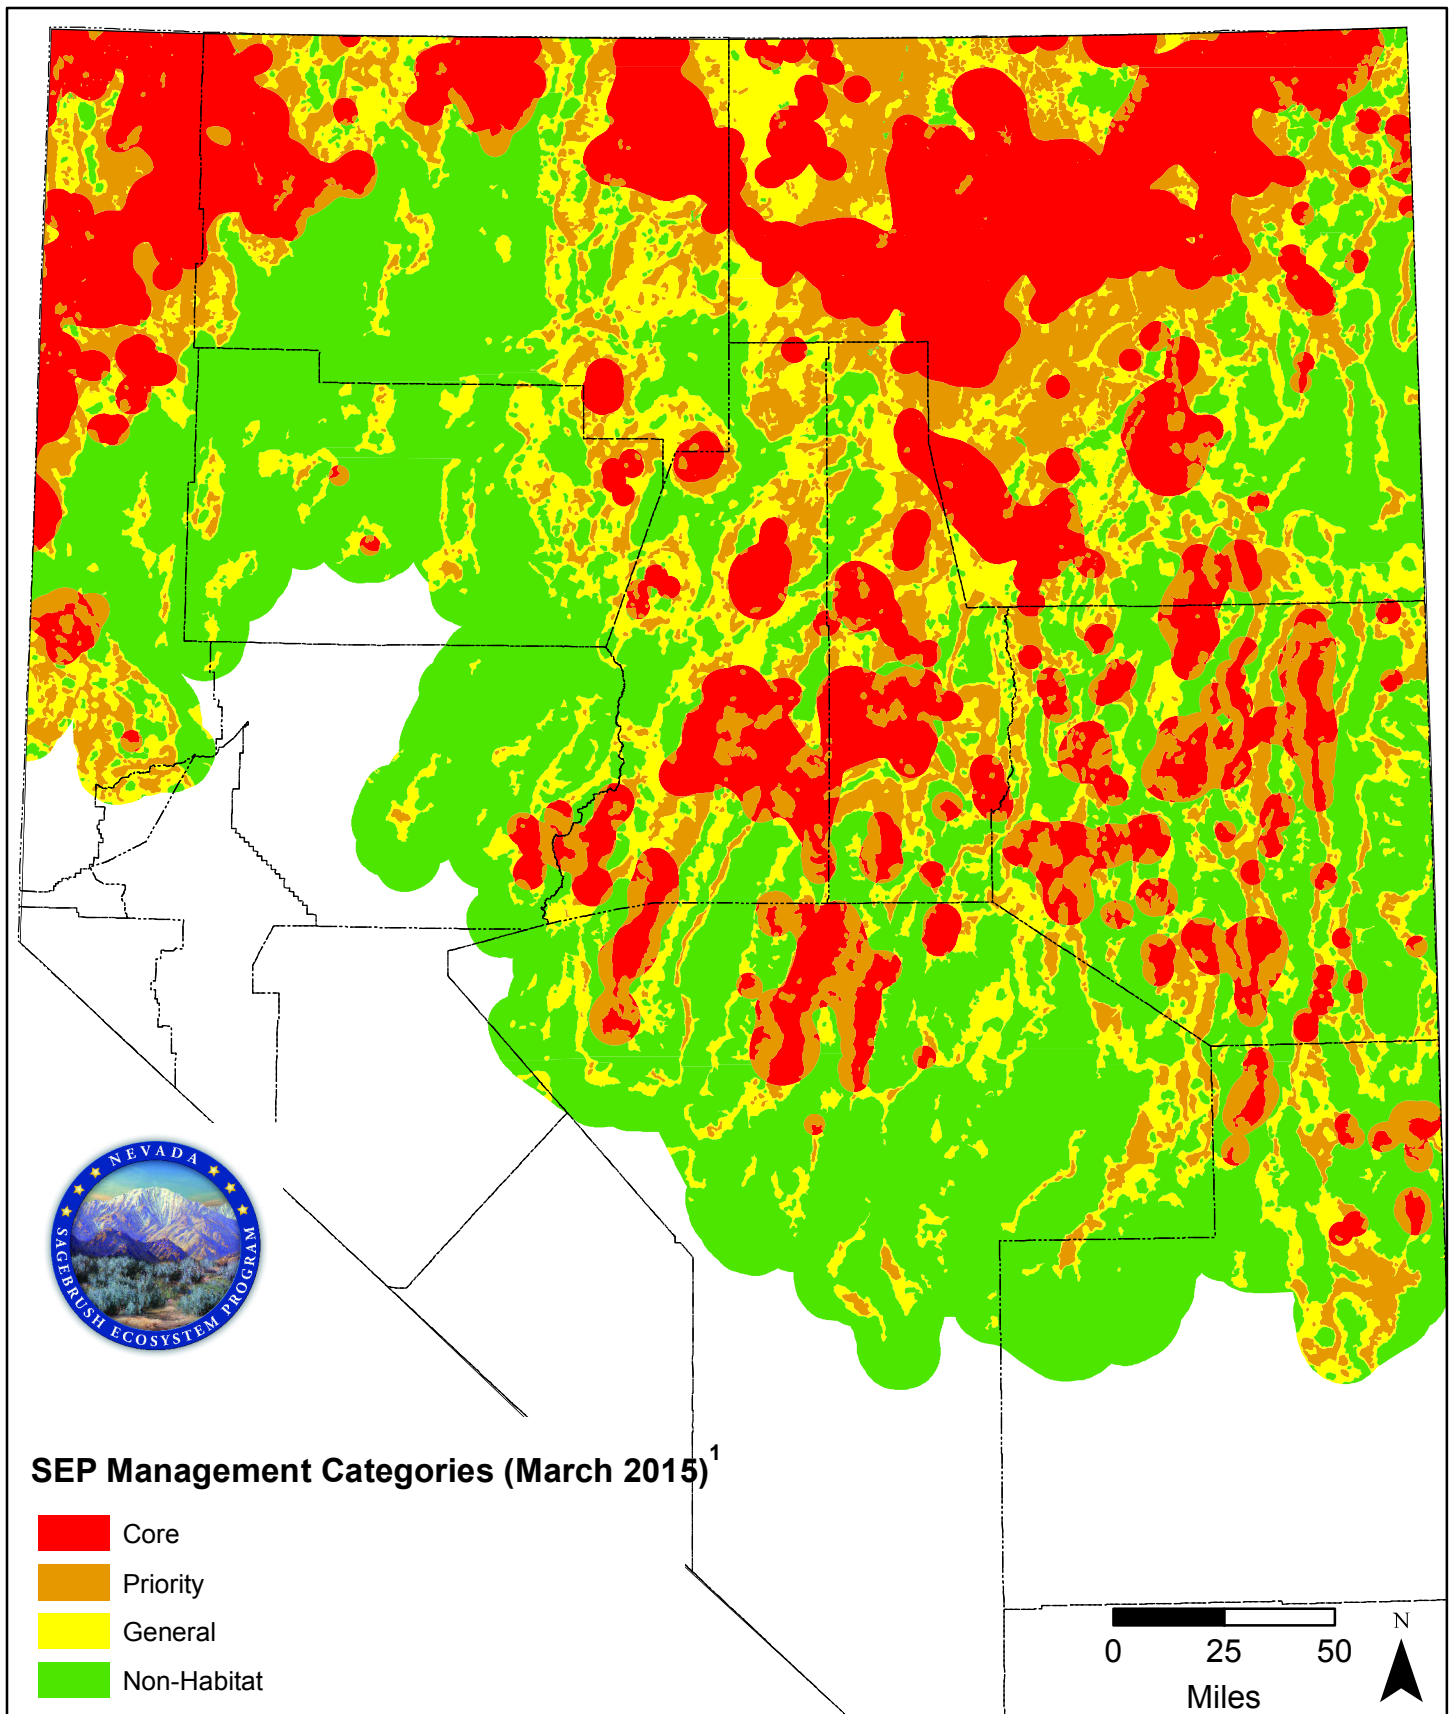 NEVADA
SAGEBRUSH ECOSYSTEM PROGRAM
SEP Management Categories (March 2015)1
Core
Priority
General
Non-Habitat
0 25 50
Miles
N